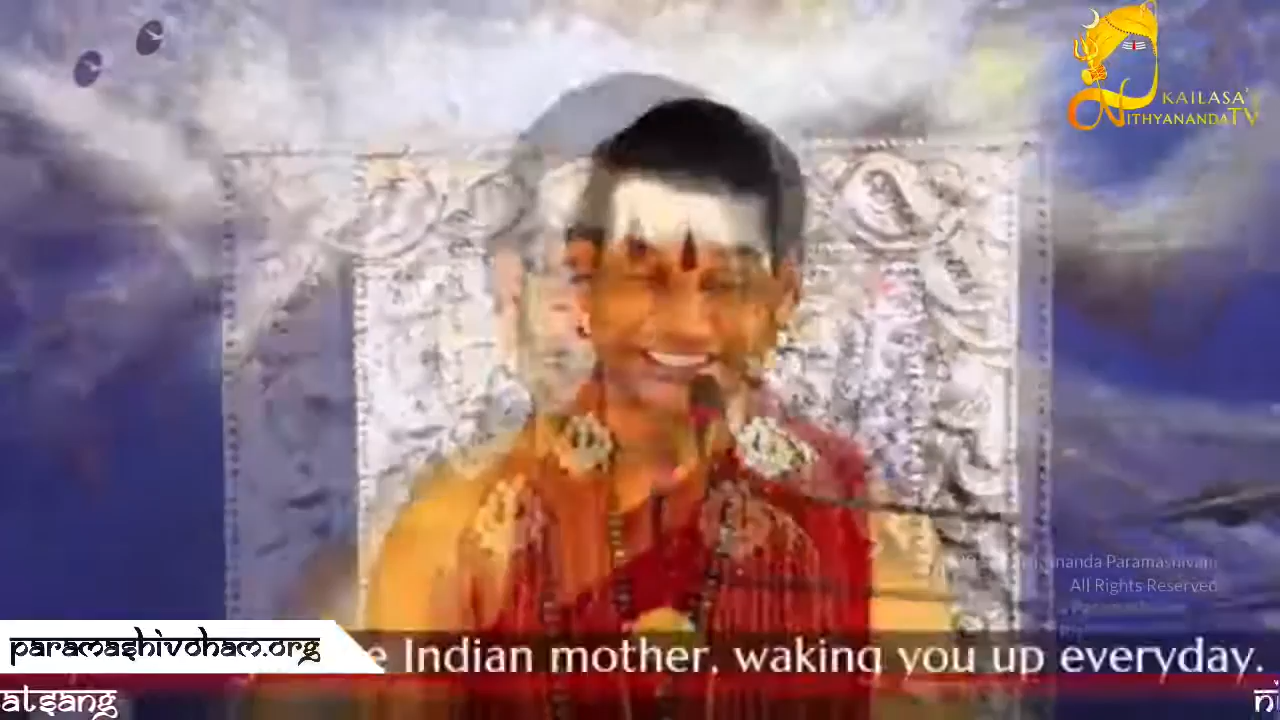 KAILASA'
NITHYANANDA TV
All Rights Reserved
paramashivoham.org
Indian mother, waking you up everyday.
atsang